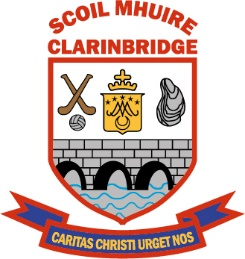 SCOIL MHUIRE
CLARINBRIDGE
CARITAS CHRISTI URGET NOS